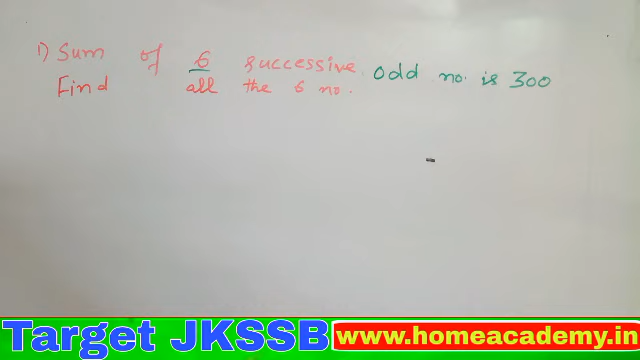 1) Sum of 6 successive odd no. is 300
Find all the 6 no.
Target JKSSB www.homeacademy.in